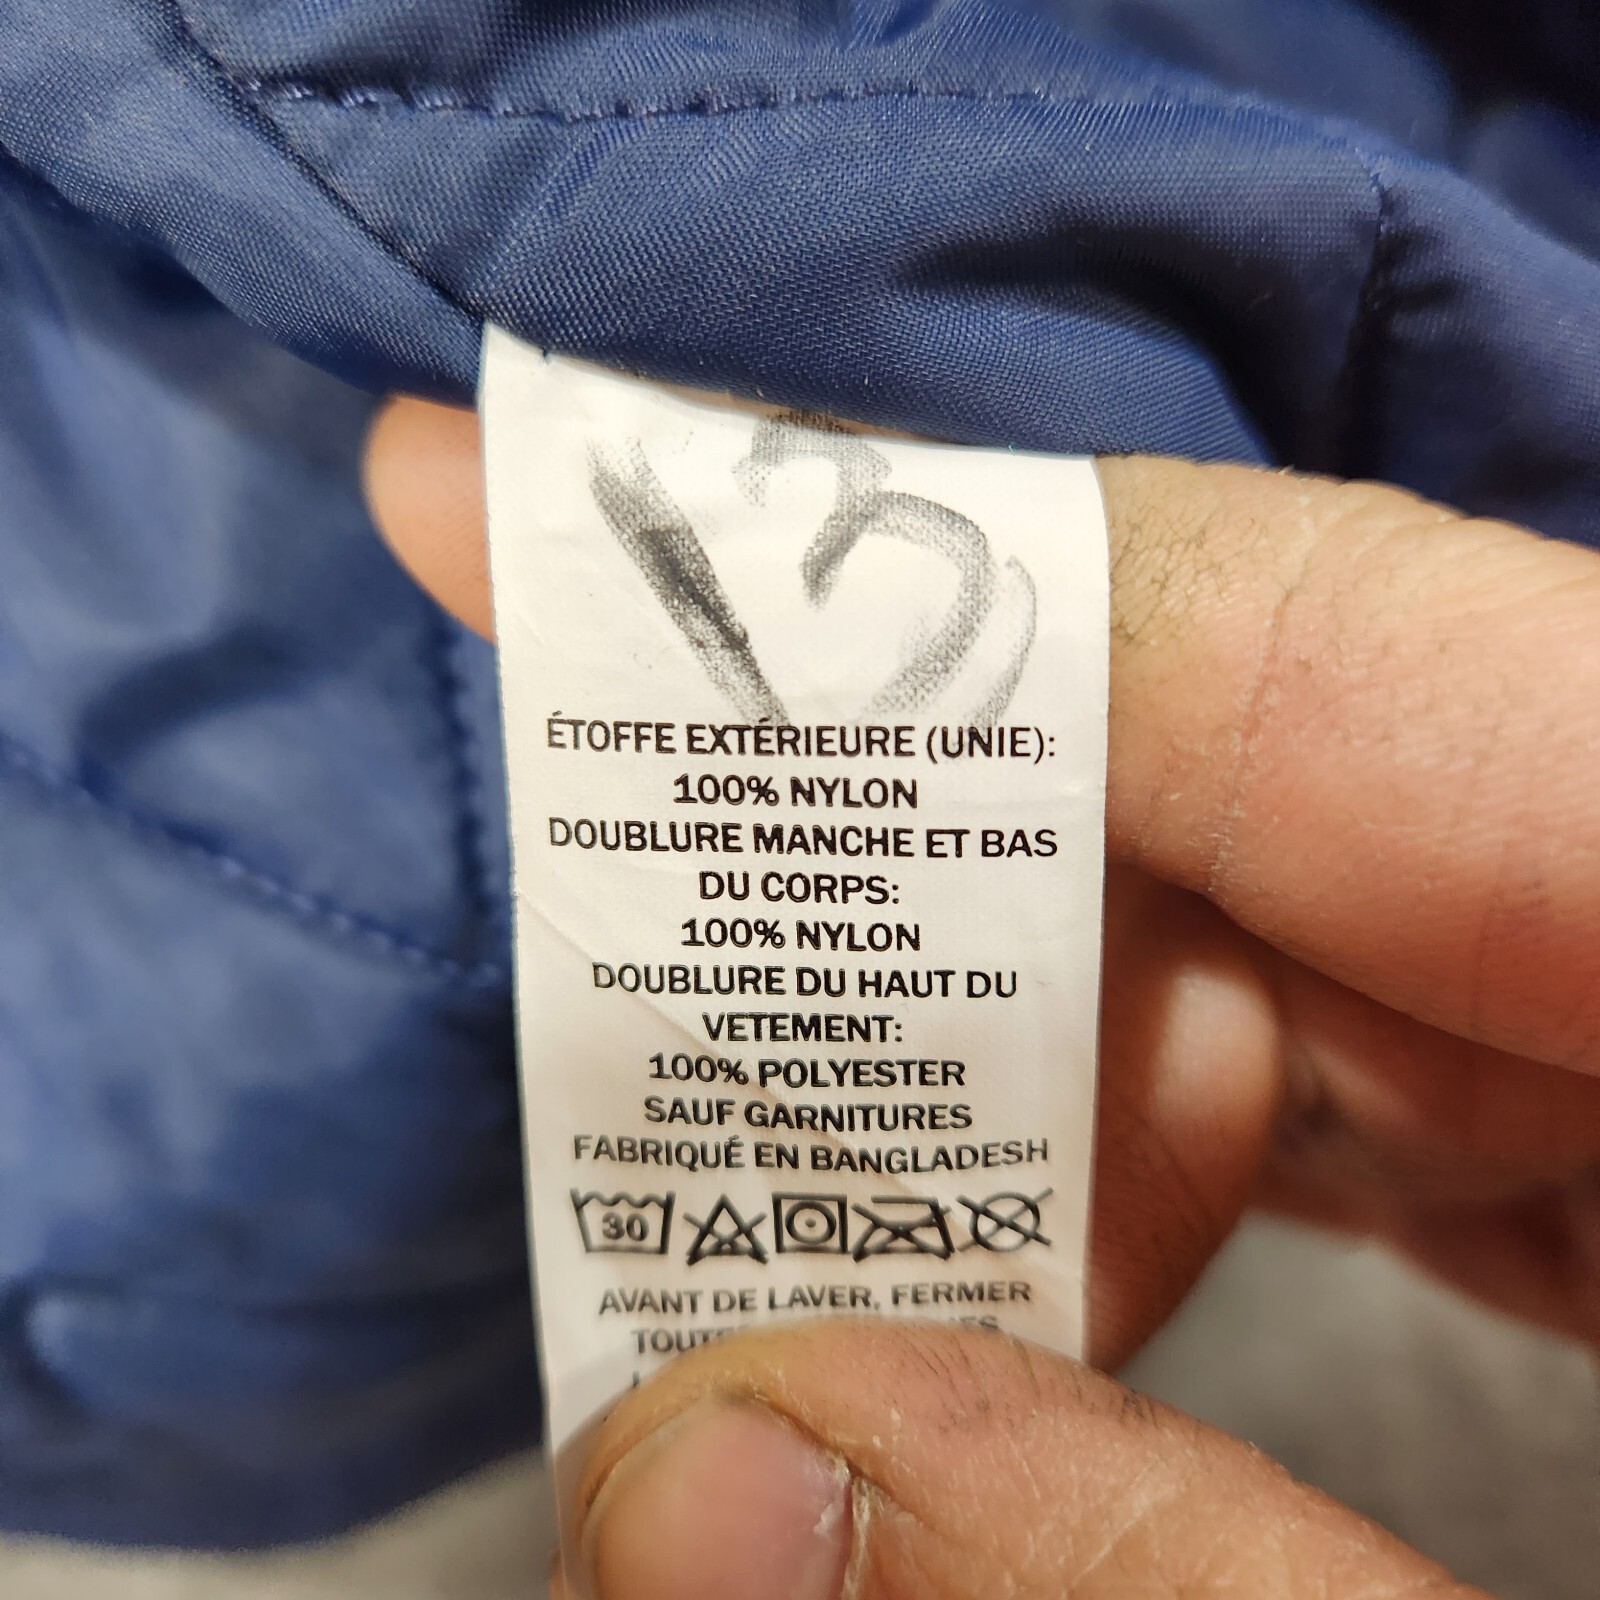 13
ÉTOFFE EXTÉRIEURE (UNIE):
100% NYLON
DOUBLURE MANCHE ET BAS
DU CORPS:
100% NYLON
DOUBLURE DU HAUT DU
VETEMENT:
100% POLYESTER
SAUF GARNITURES
FABRIQUÉ EN BANGLADESH
30
AVANT DE LAVER, FERMER